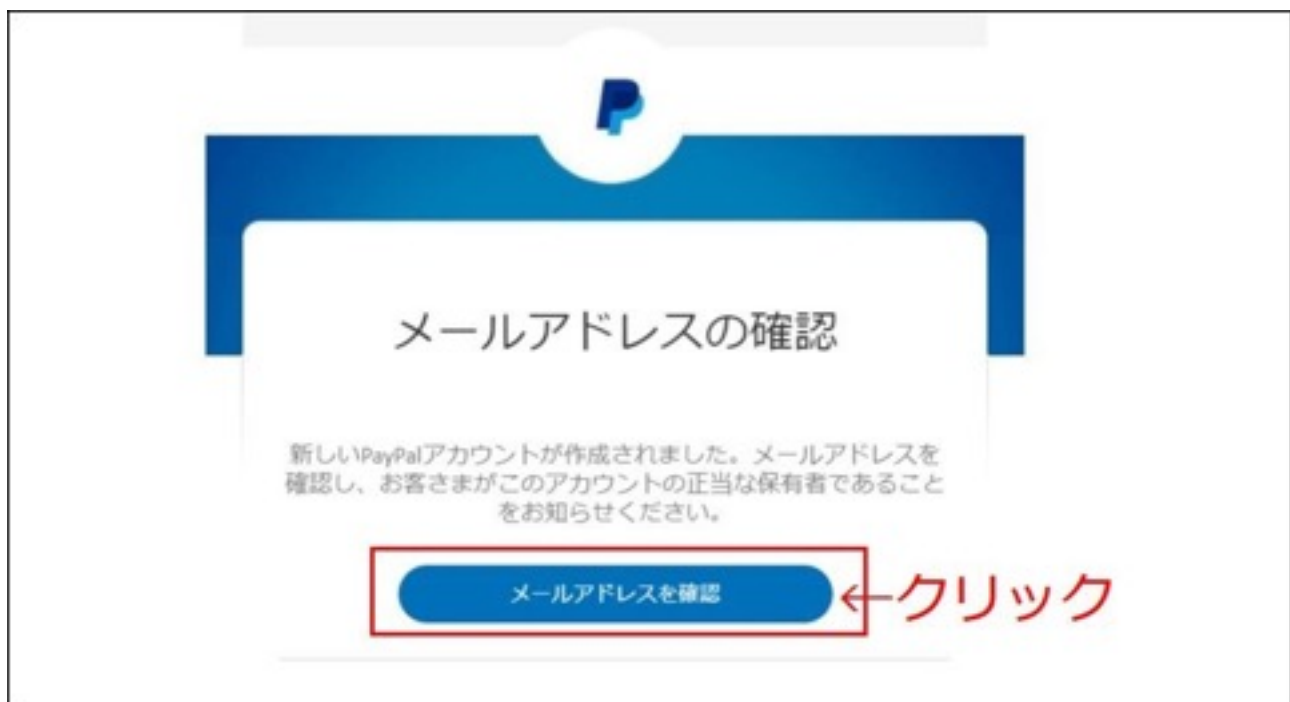 メールアドレスの確認
新しいPayPalアカウントが作成されました。メールアドレスを
確認し、お客さまがこのアカウントの正当な保有者であること
をお知らせください。
メールアドレスを確認
←クリック